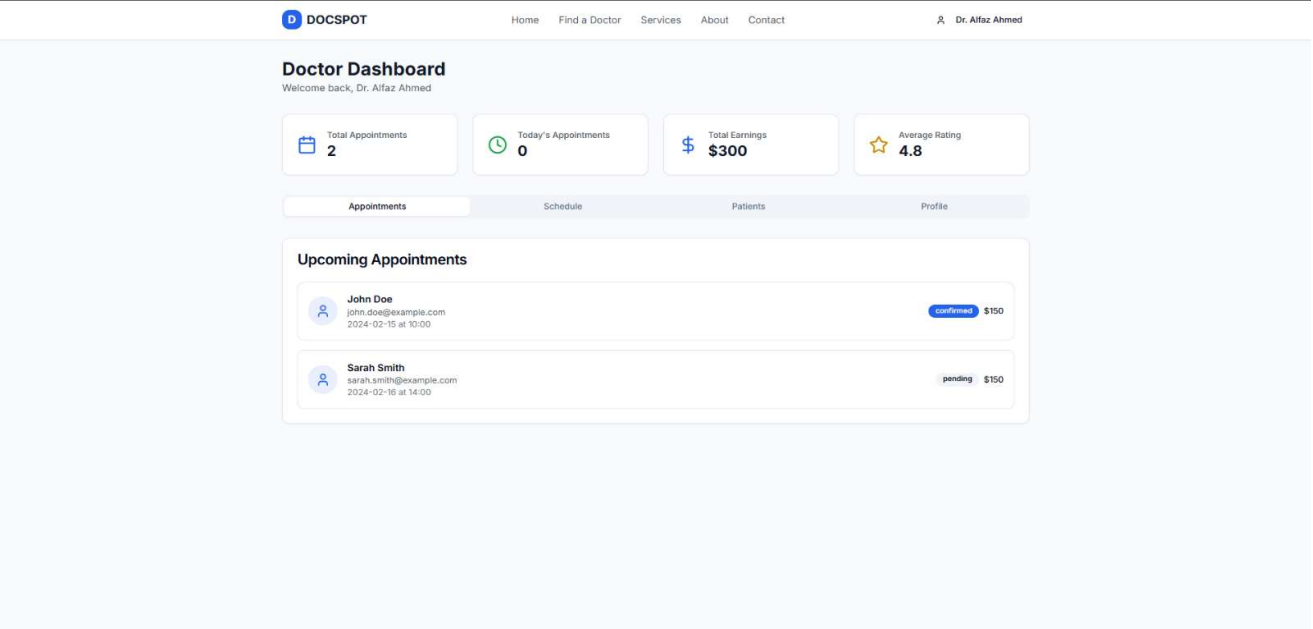 D DOCSPOT Home Find a Doctor Services About Contact Dr. Alfaz Ahmed
Doctor Dashboard
Welcome back, Dr. Alfaz Ahmed
Total Appointments
2
Today's Appointments
0
Total Earnings
$300
Average Rating
4.8
Appointments Schedule Patients Profile
Upcoming Appointments
John Doe
john.doe@example.com
2024-02-15 at 10:00
confirmed $150
Sarah Smith
sarah.smith@example.com
2024-02-16 at 14:00
pending $150